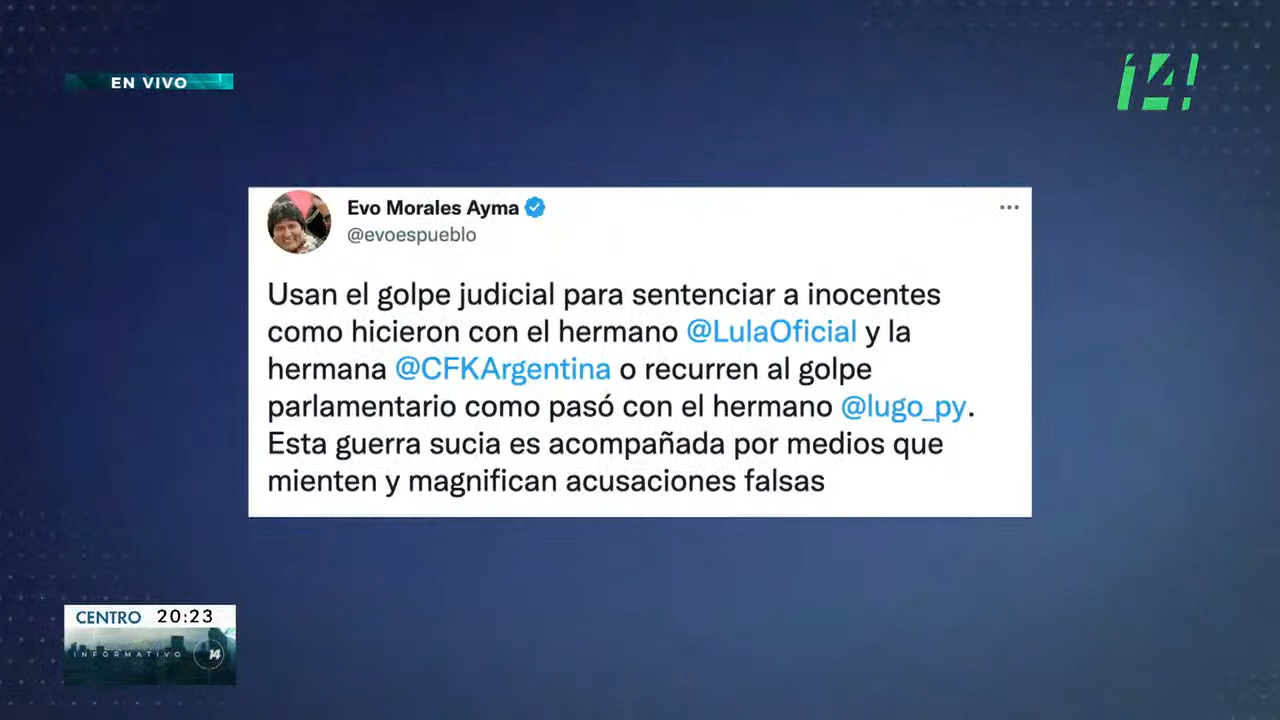 EN VIVO
14!
Evo Morales Ayma
@evoespueblo
Usan el golpe judicial para sentenciar a inocentes
como hicieron con el hermano @LulaOficial y la
hermana @CFKArgentina o recurren al golpe
parlamentario como pasó con el hermano @lugo_py.
Esta guerra sucia es acompañada por medios que
mienten y magnifican acusaciones falsas
CENTRO 20:23
INFORMATIVO 14